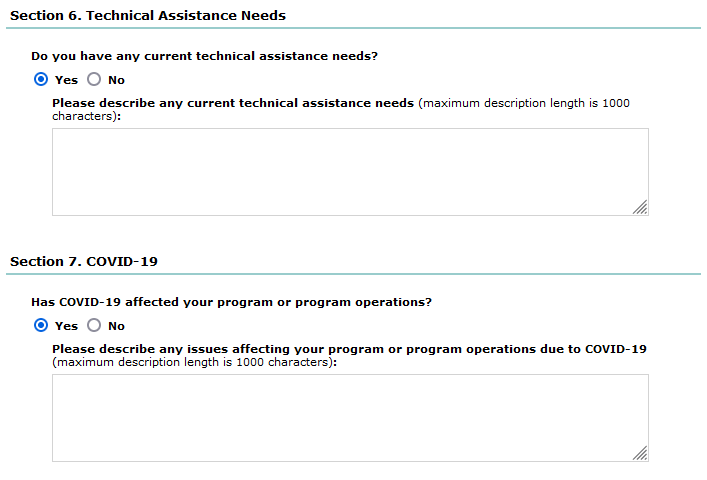 Section 6. Technical Assistance Needs
Do you have any current technical assistance needs?
Yes No
Please describe any current technical assistance needs (maximum description length is 1000
characters):
Section 7. COVID-19
Has COVID-19 affected your program or program operations?
Yes No
Please describe any issues affecting your program or program operations due to COVID-19
(maximum description length is 1000 characters):